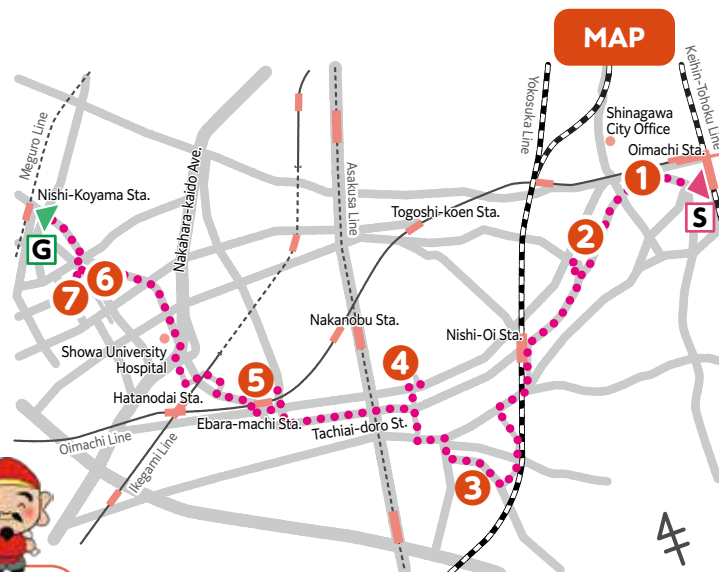 MAP
Keihin-Tohoku Line
Yokosuka Line
Shinagawa
City Office
Oimachi Sta.
1
S
Meguro Line
Nishi-Koyama Sta.
G
Nakahara-kaido Ave.
Asakusa Line
Togoshi-koen Sta.
2
6
7
Nakanobu Sta.
Nishi-Oi Sta.
Showa University
Hospital
4
5
Hatanodai Sta.
Ebara-machi Sta.
Tachiai-doro St.
Oimachi Line
Ikegami Line
3
4